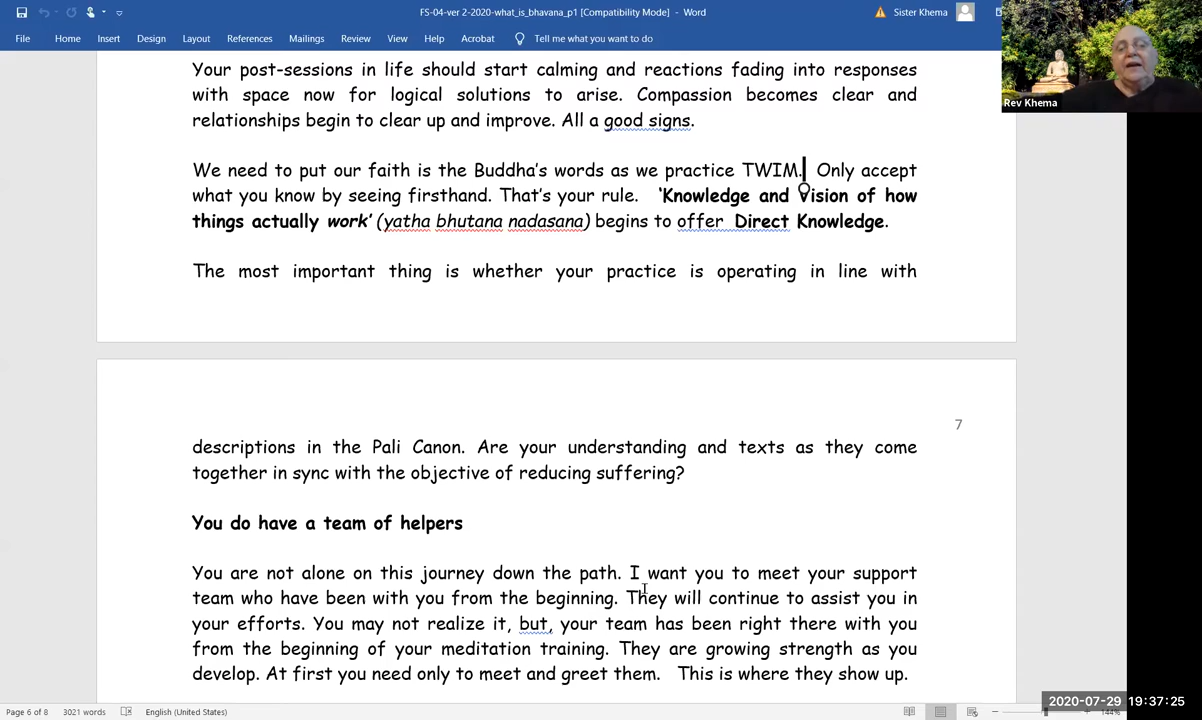 FS-04-ver 2-2020-what_is_bhavana_p1 [Compatibility Mode] - Word
Sister Khema
File Home Insert Design Layout References Mailings Review View Help Acrobat Tell me what you want to do
Rev Khema
Your post-sessions in life should start calming and reactions fading into responses
with space now for logical solutions to arise. Compassion becomes clear and
relationships begin to clear up and improve. All a good signs.
We need to put our faith is the Buddha's words as we practice TWIM. Only accept
what you know by seeing firsthand. That's your rule. 'Knowledge and Vision of how
things actually work' (yatha bhutana nadasana) begins to offer Direct Knowledge.
The most important thing is whether your practice is operating in line with
7
descriptions in the Pali Canon. Are your understanding and texts as they come
together in sync with the objective of reducing suffering?
You do have a team of helpers
You are not alone on this journey down the path. I want you to meet your support
team who have been with you from the beginning. They will continue to assist you in
your efforts. You may not realize it, but, your team has been right there with you
from the beginning of your meditation training. They are growing strength as you
develop. At first you need only to meet and greet them. This is where they show up.
Page 6 of 8 3021 words English (United States)
144%
2020-07-29 19:37:25